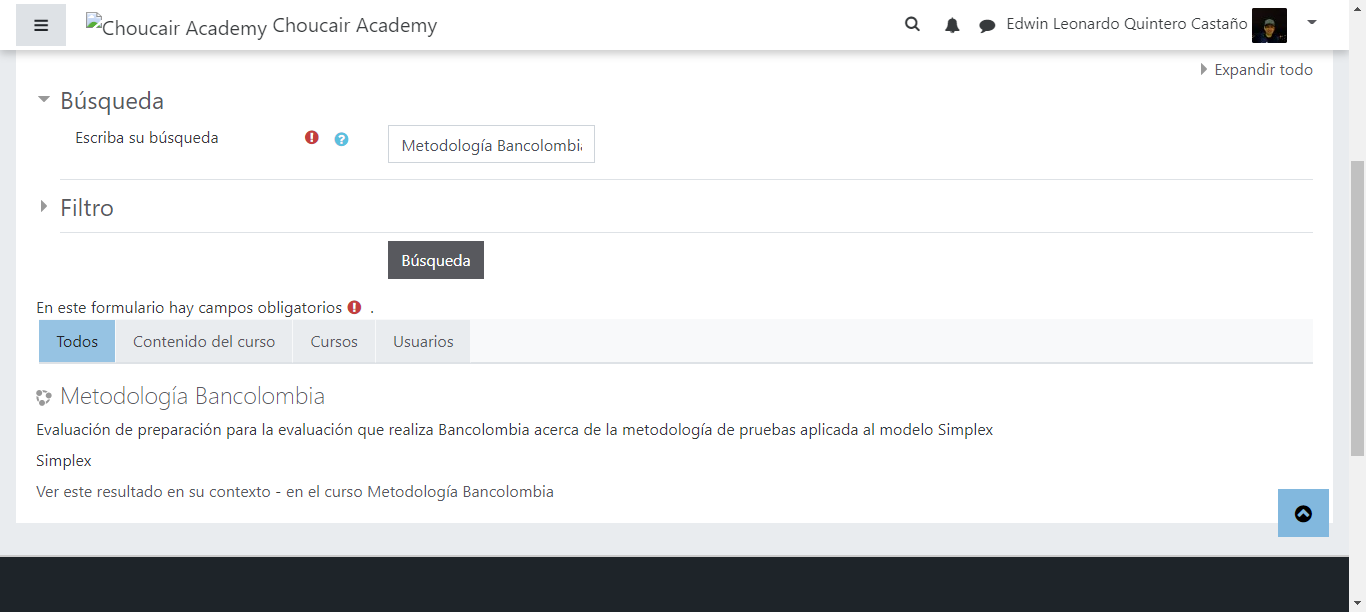 Choucair Academy Choucair Academy
Edwin Leonardo Quintero Castaño
Expandir todo
Búsqueda
Escriba su búsqueda
Metodología Bancolombi
Filtro
Búsqueda
En este formulario hay campos obligatorios .
Todos Contenido del curso Cursos Usuarios
Metodología Bancolombia
Evaluación de preparación para la evaluación que realiza Bancolombia acerca de la metodología de pruebas aplicada al modelo Simplex
Simplex
Ver este resultado en su contexto - en el curso Metodología Bancolombia